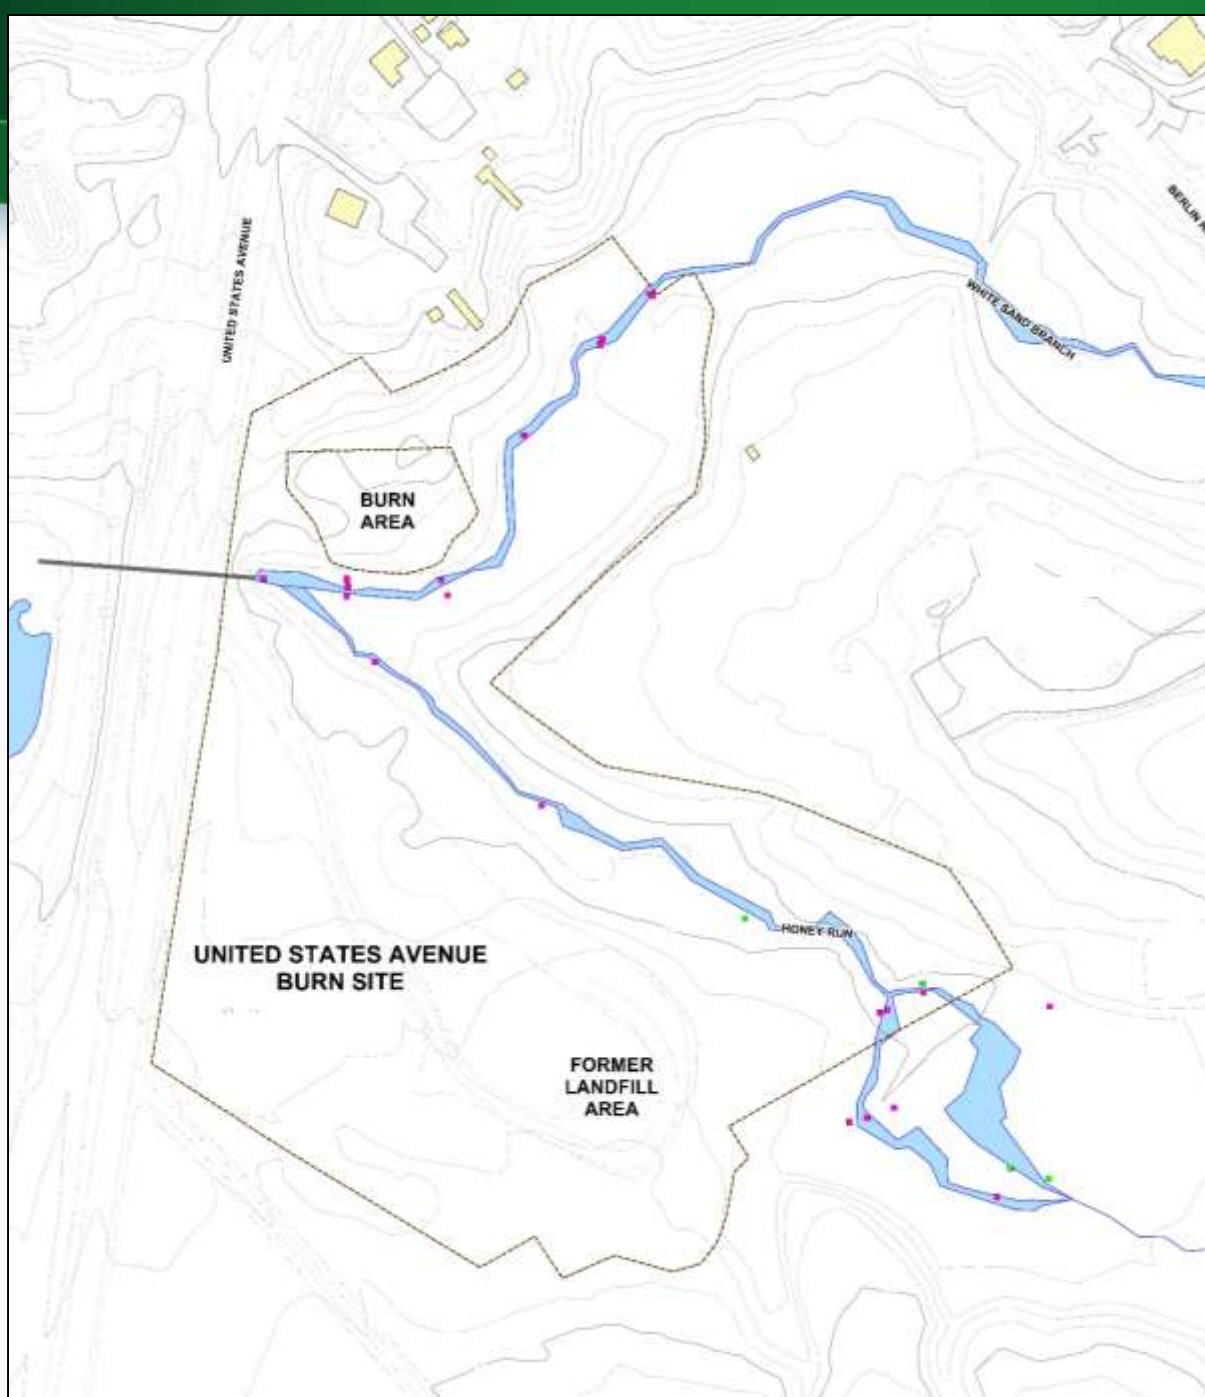 UNITED STATES AVENUE
BERLIN
WHITE SAND BRANCH
BURN
AREA
HONEY RUN
UNITED STATES AVENUE
BURN SITE
FORMER
LANDFILL
AREA